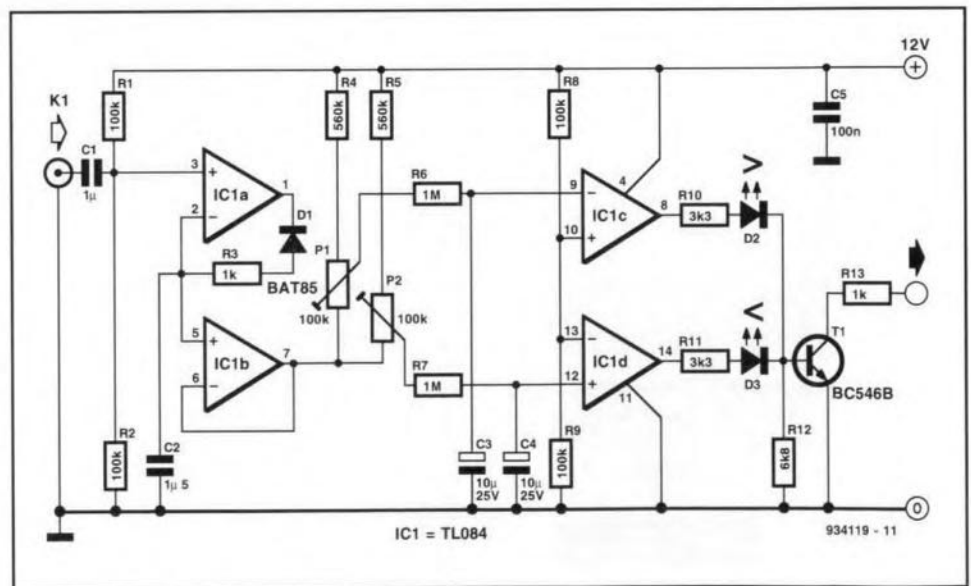 12V
+
K1
R1
100k
C1
1µ
R4
560k
R5
560k
R8
100k
C5
100n
3
+
2
−
IC1a
1
D1
R3
1k
BAT85
P1
100k
P2
100k
R6
1M
9
−
10
+
IC1c
4
8
R10
3k3
D2
>
5
+
6
−
IC1b
7
R7
1M
13
−
12
+
IC1d
11
14
R11
3k3
D3
<
R13
1k
T1
BC546B
R2
100k
C2
1µ5
C3
10µ
25V
C4
10µ
25V
R9
100k
R12
6k8
0
IC1 = TL084
934119 - 11